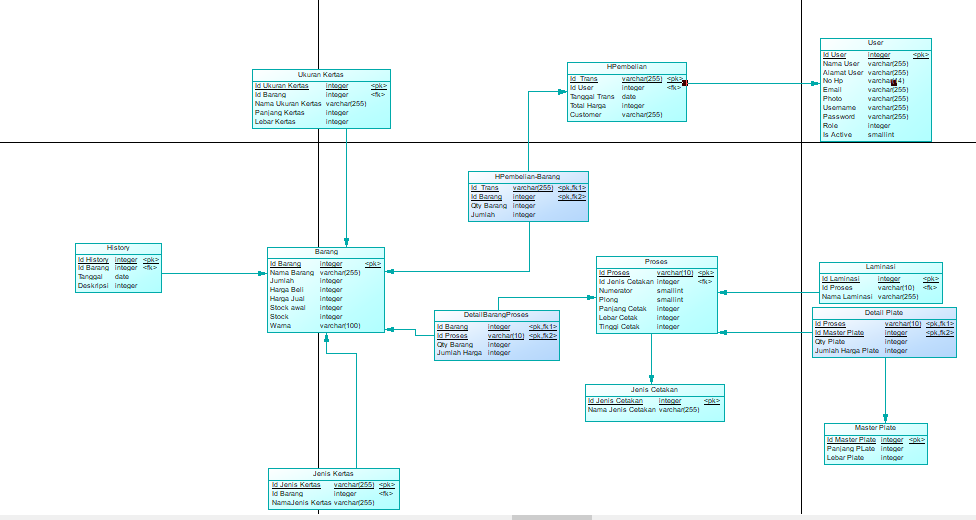 Ukuran Kertas
Id Ukuran Kertas integer <pk>
Id Barang integer <fk>
Nama Ukuran Kertas varchar(255)
Panjang Kertas integer
Lebar Kertas integer
HPembelian
Id_Trans varchar(255) <pk>
Id User integer <fk>
Tanggal Trans date
Total Harga integer
Customer varchar(255)
User
Id User integer <pk>
Nama User varchar(255)
Alamat User varchar(255)
No Hp
Email varchar(255)
Photo varchar(255)
Username varchar(255)
Password varchar(255)
Role integer
Is Active smallint
HPembelian-Barang
Id_Trans varchar(255) <pk,fk1>
Id Barang integer <pk,fk2>
Qty Barang integer
Jumlah integer
History
Id History integer <pk>
Id Barang integer <fk>
Tanggal date
Deskripsi integer
Barang
Id Barang integer <pk>
Nama Barang varchar(255)
Jumlah integer
Harga Beli integer
Harga Jual integer
Stock awal integer
Stock integer
Warna varchar(100)
Proses
Id Proses varchar(10) <pk>
Id Jenis Cetakan integer <fk>
Numerator smallint
Plong smallint
Panjang Cetak integer
Lebar Cetak integer
Tinggi Cetak integer
Laminasi
Id Laminasi integer <pk>
Id Proses varchar(10) <fk>
Nama Laminasi varchar(255)
DetailBarangProses
Id Barang integer <pk,fk1>
Id Proses varchar(10) <pk,fk2>
Qty Barang integer
Jumlah Harga integer
Detail Plate
Id Proses varchar(10) <pk,fk1>
Id Master Plate integer <pk,fk2>
Qty Plate integer
Jumlah Harga Plate integer
Jenis Cetakan
Id Jenis Cetakan integer <pk>
Nama Jenis Cetakan varchar(255)
Master Plate
Id Master Plate integer <pk>
Panjang PLate integer
Lebar Plate integer
Jenis Kertas
Id Jenis Kertas varchar(255) <pk>
Id Barang integer <fk>
NamaJenis Kertas varchar(255)